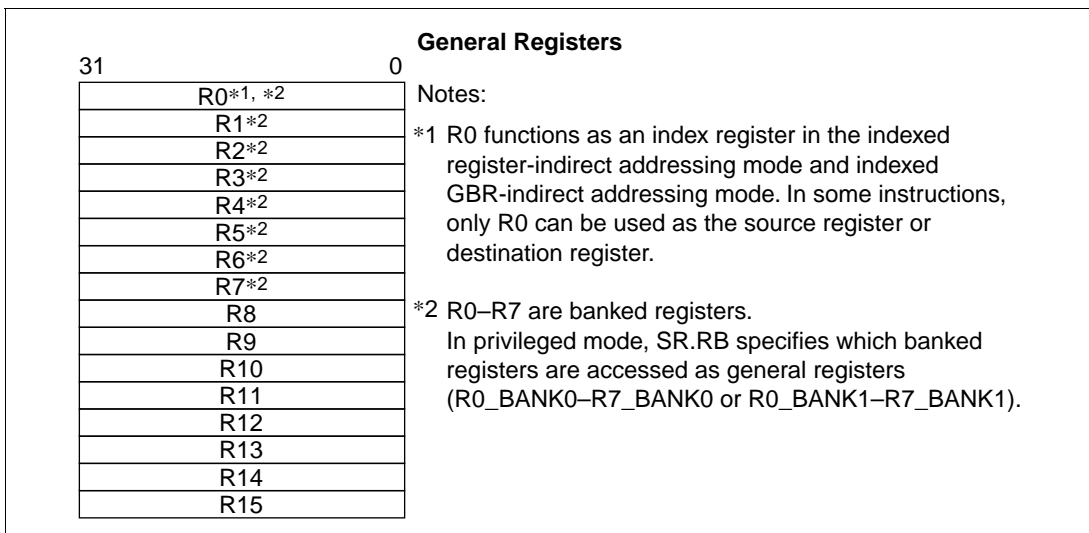 General Registers
31 0
R0*1, *2
R1*2
R2*2
R3*2
R4*2
R5*2
R6*2
R7*2
R8
R9
R10
R11
R12
R13
R14
R15
Notes:
*1 R0 functions as an index register in the indexed
register-indirect addressing mode and indexed
GBR-indirect addressing mode. In some instructions,
only R0 can be used as the source register or
destination register.
*2 R0–R7 are banked registers.
In privileged mode, SR.RB specifies which banked
registers are accessed as general registers
(R0_BANK0–R7_BANK0 or R0_BANK1–R7_BANK1).